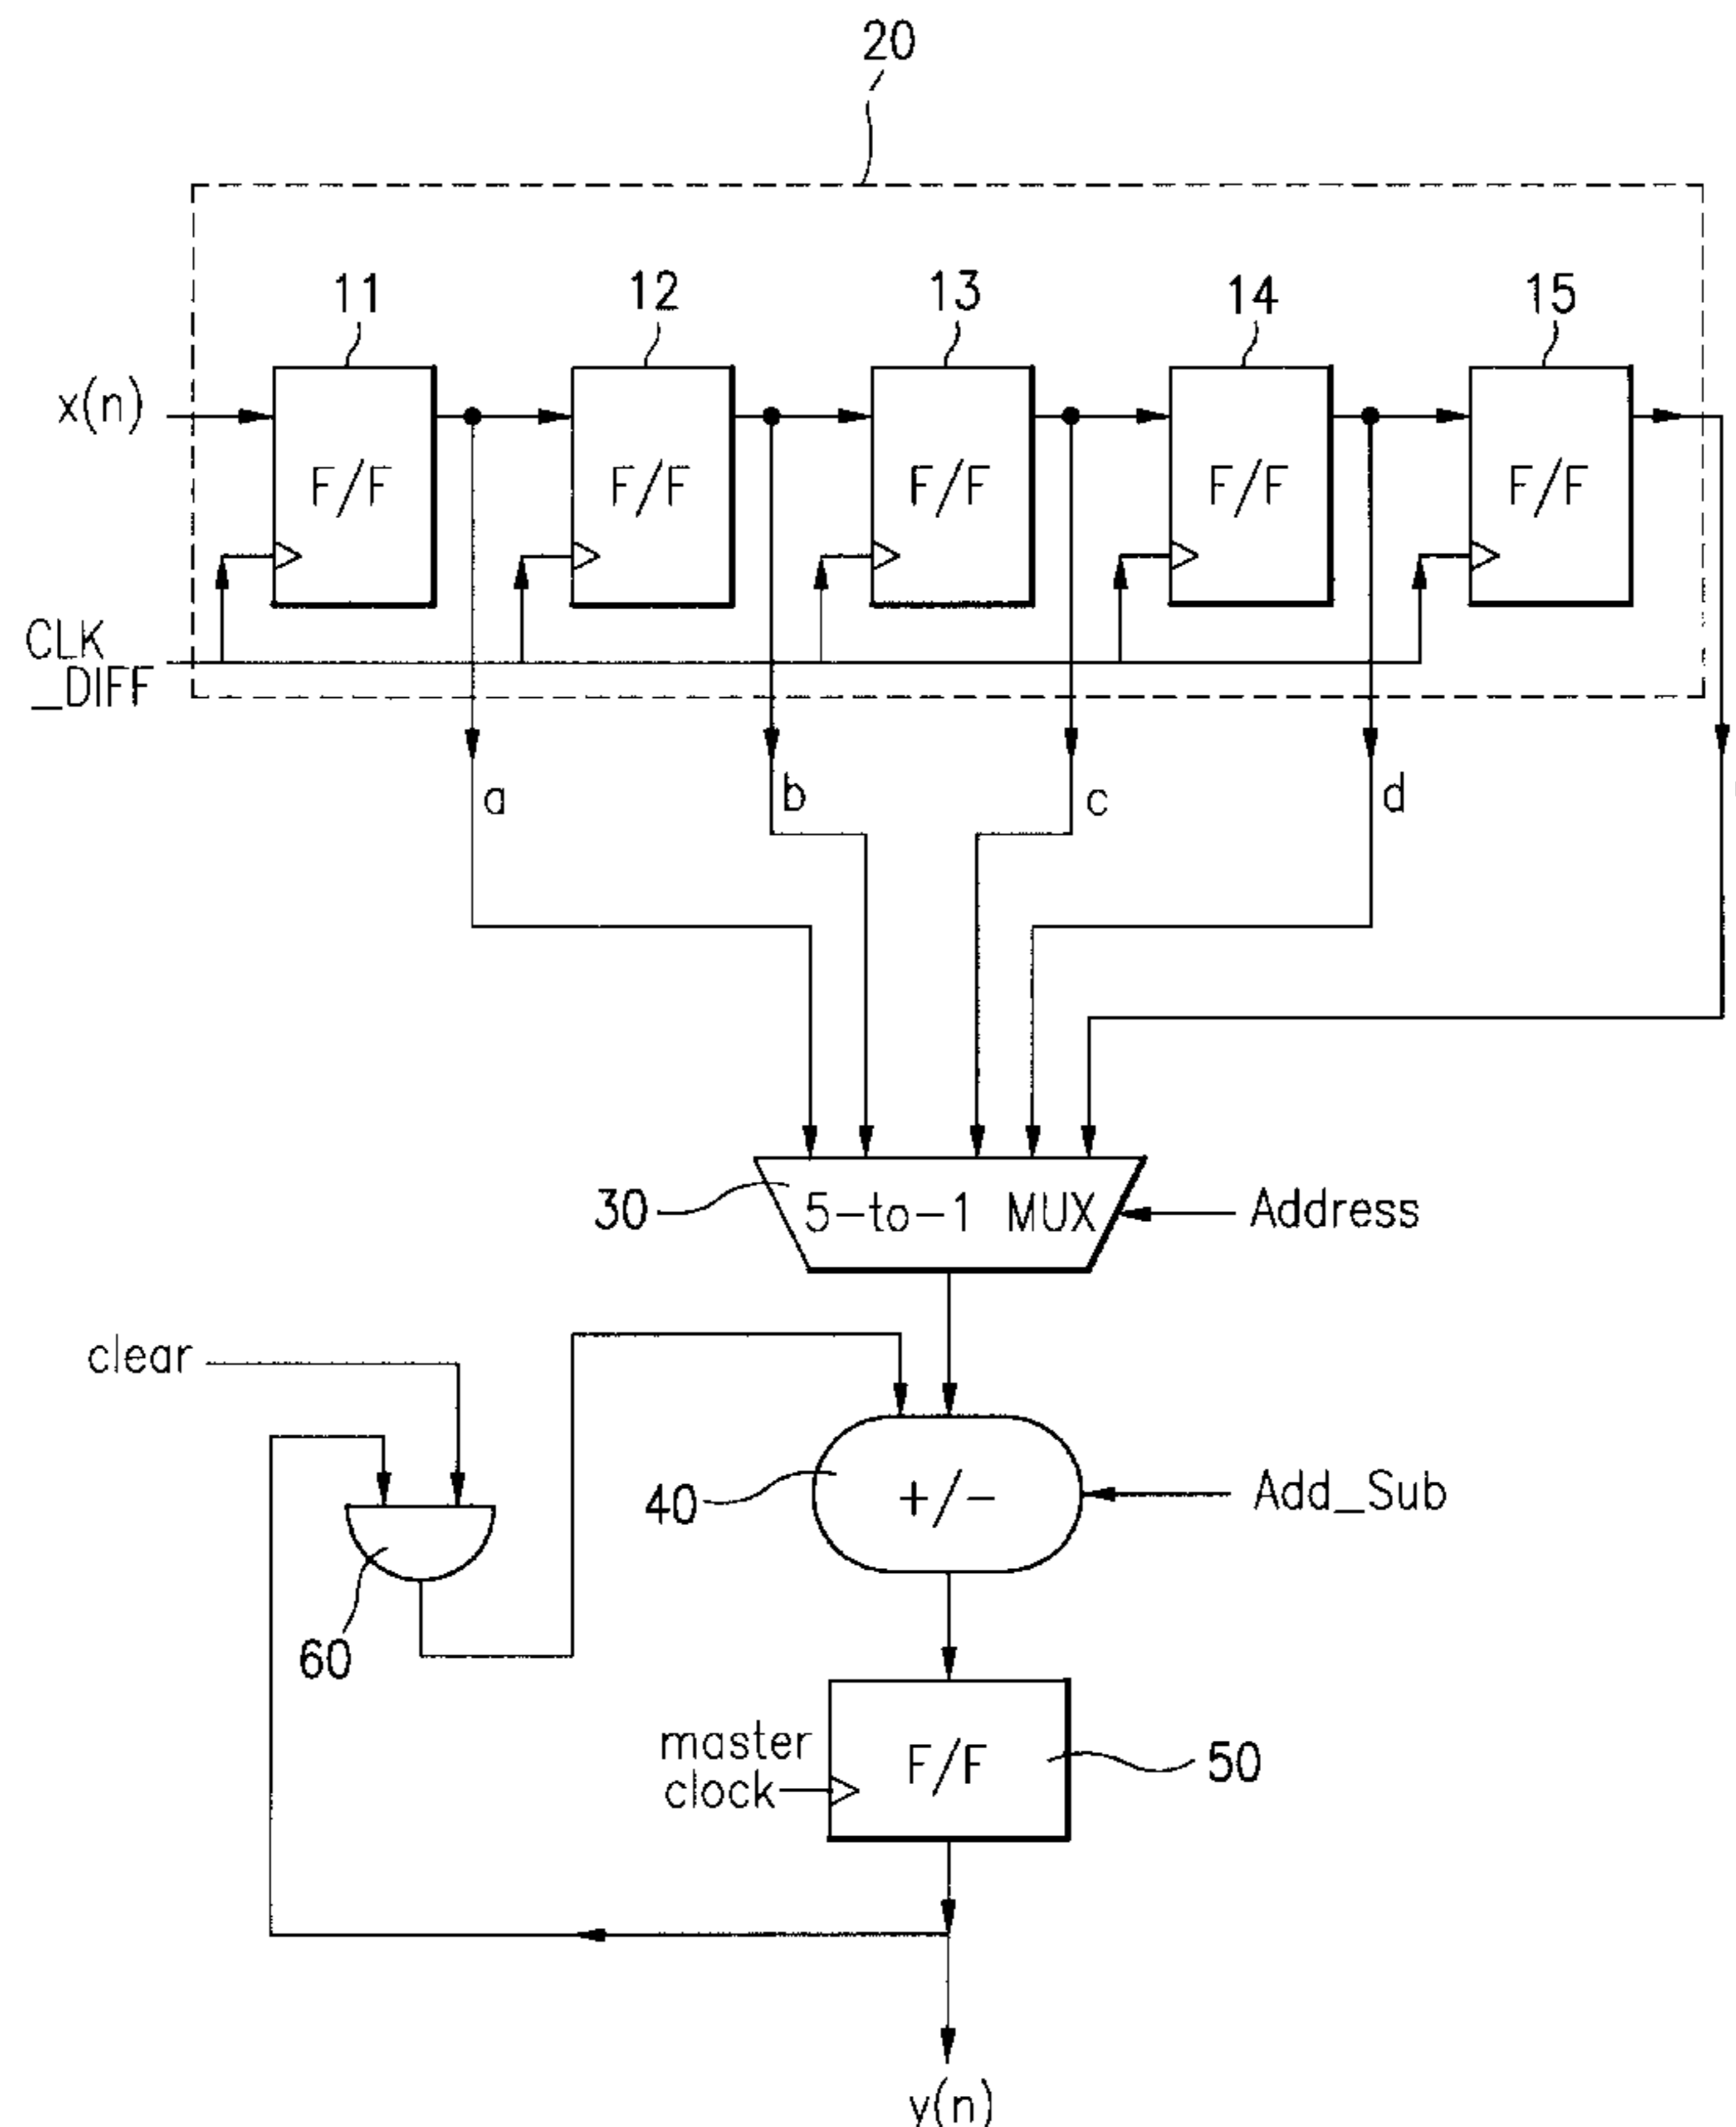 20
11
12
13
14
15
x(n)
F/F
F/F
F/F
F/F
F/F
CLK
_DIFF
a
b
c
d
30
5-to-1 MUX
Address
clear
40
+/-
Add_Sub
60
master
clock
F/F
50
y(n)